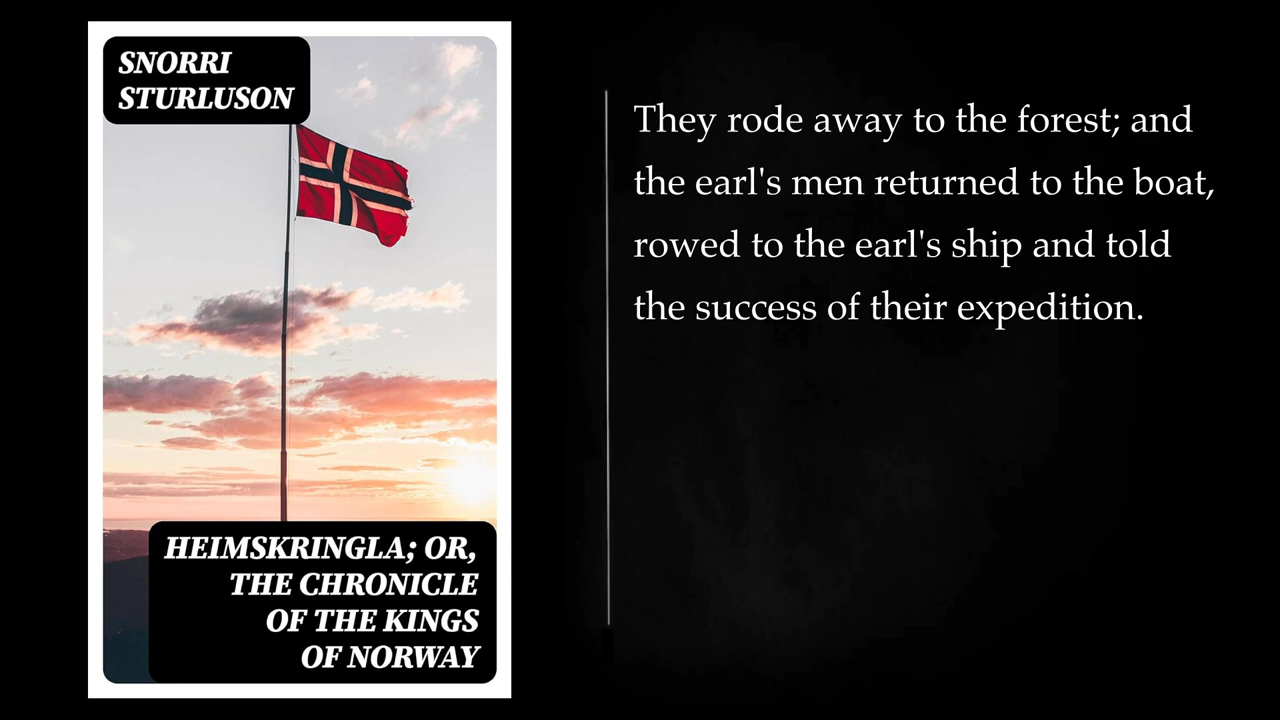 SNORRI
STURLUSON
HEIMSKRINGLA; OR,
THE CHRONICLE
OF THE KINGS
OF NORWAY
They rode away to the forest; and
the earl's men returned to the boat,
rowed to the earl's ship and told
the success of their expedition.